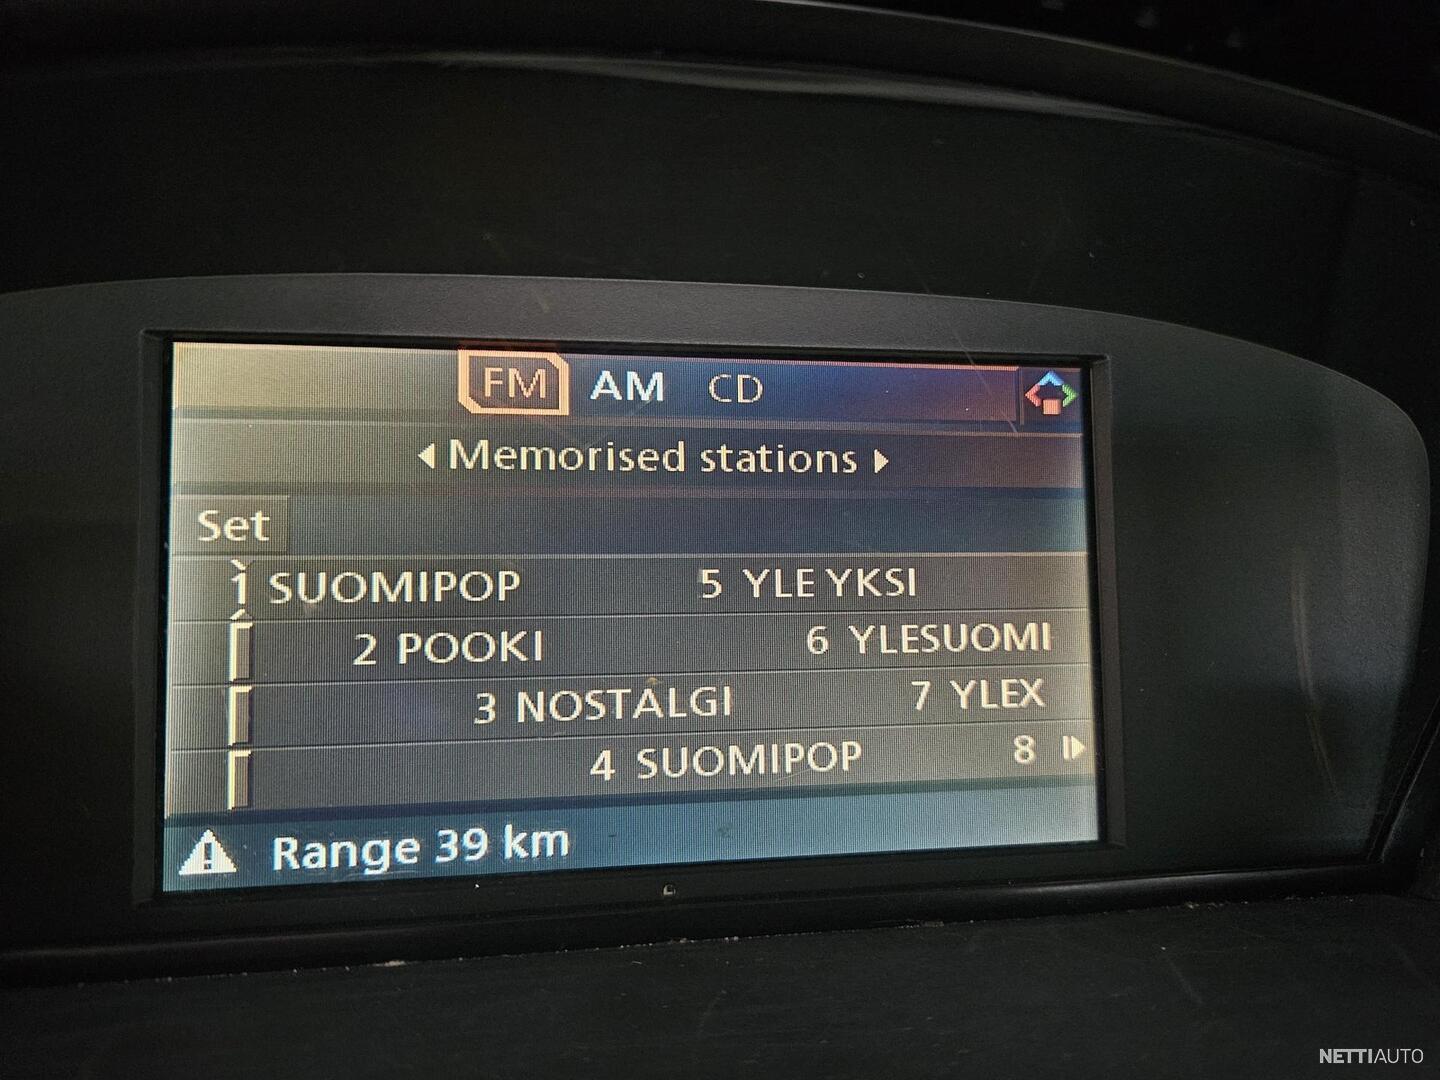 FM AM CD
Memorised stations
Set
1 SUOMIPOP 5 YLE YKSI
2 POOKI 6 YLESUOMI
3 NOSTALGI 7 YLEX
4 SUOMIPOP 8
Range 39 km
NETTIAUTO